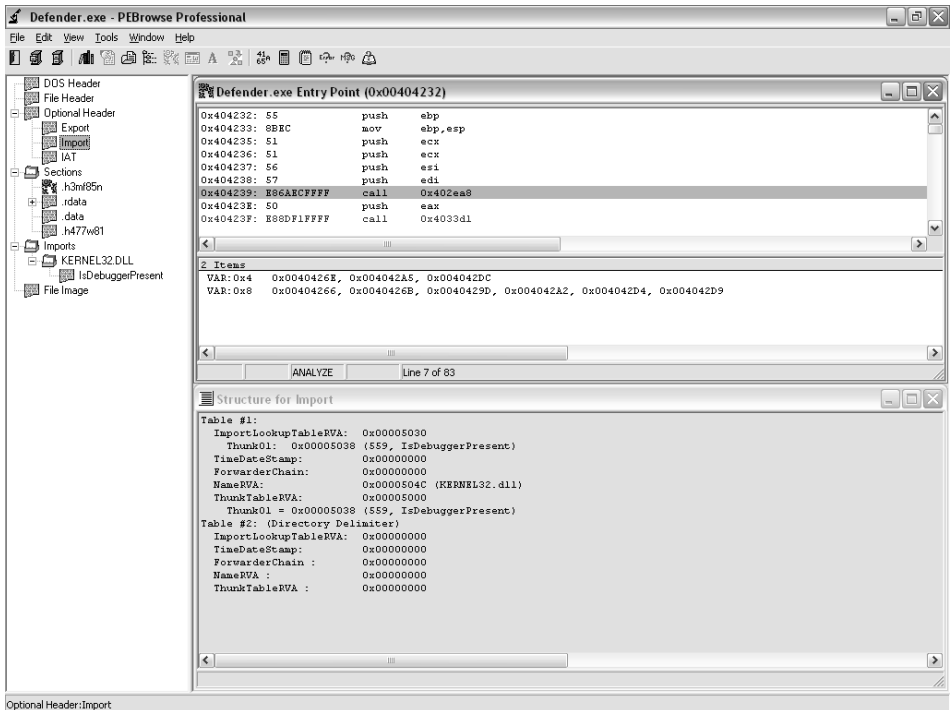 Defender.exe - PEBrowse Professional
File Edit View Tools Window Help
DOS Header
File Header
Optional Header
Export
Import
IAT
Sections
.h3mf85n
.rdata
.data
.h477w81
Imports
KERNEL32.DLL
IsDebuggerPresent
File Image
Defender.exe Entry Point (0x00404232)
0x404232: 55 push ebp
0x404233: 8BEC mov ebp,esp
0x404235: 51 push ecx
0x404236: 51 push ecx
0x404237: 56 push esi
0x404238: 57 push edi
0x404239: E86AECFFFF call 0x402ea8
0x40423E: 50 push eax
0x40423F: E88DF1FFFF call 0x4033d1
2 Items
VAR:0x4 0x0040426E, 0x004042A5, 0x004042DC
VAR:0x8 0x00404266, 0x0040426B, 0x0040429D, 0x004042A2, 0x004042D4, 0x004042D9
ANALYZE Line 7 of 83
Structure for Import
Table #1:
ImportLookupTableRVA: 0x00005030
Thunk01: 0x00005038 (559, IsDebuggerPresent)
TimeDateStamp: 0x00000000
ForwarderChain: 0x00000000
NameRVA: 0x0000504C (KERNEL32.dll)
ThunkTableRVA: 0x00005000
Thunk01 = 0x00005038 (559, IsDebuggerPresent)
Table #2: (Directory Delimiter)
ImportLookupTableRVA: 0x00000000
TimeDateStamp: 0x00000000
ForwarderChain : 0x00000000
NameRVA : 0x00000000
ThunkTableRVA : 0x00000000
Optional Header:Import